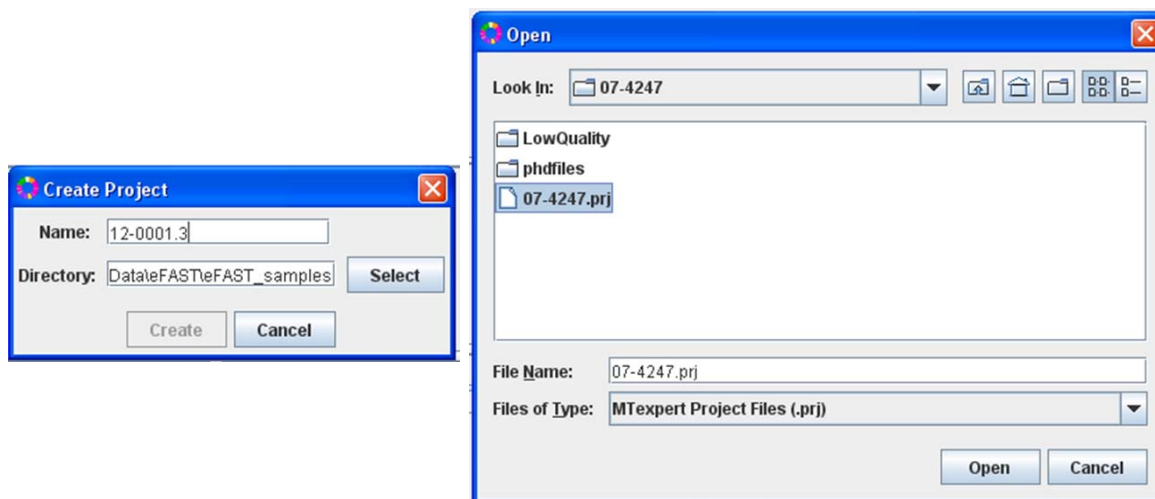 Create Project
Name: 12-0001.3
Directory: Data\eFAST\eFAST_samples Select
Create Cancel
Open
Look In: 07-4247
LowQuality
phdfiles
07-4247.prj
File Name: 07-4247.prj
Files of Type: MTexpert Project Files (.prj)
Open Cancel